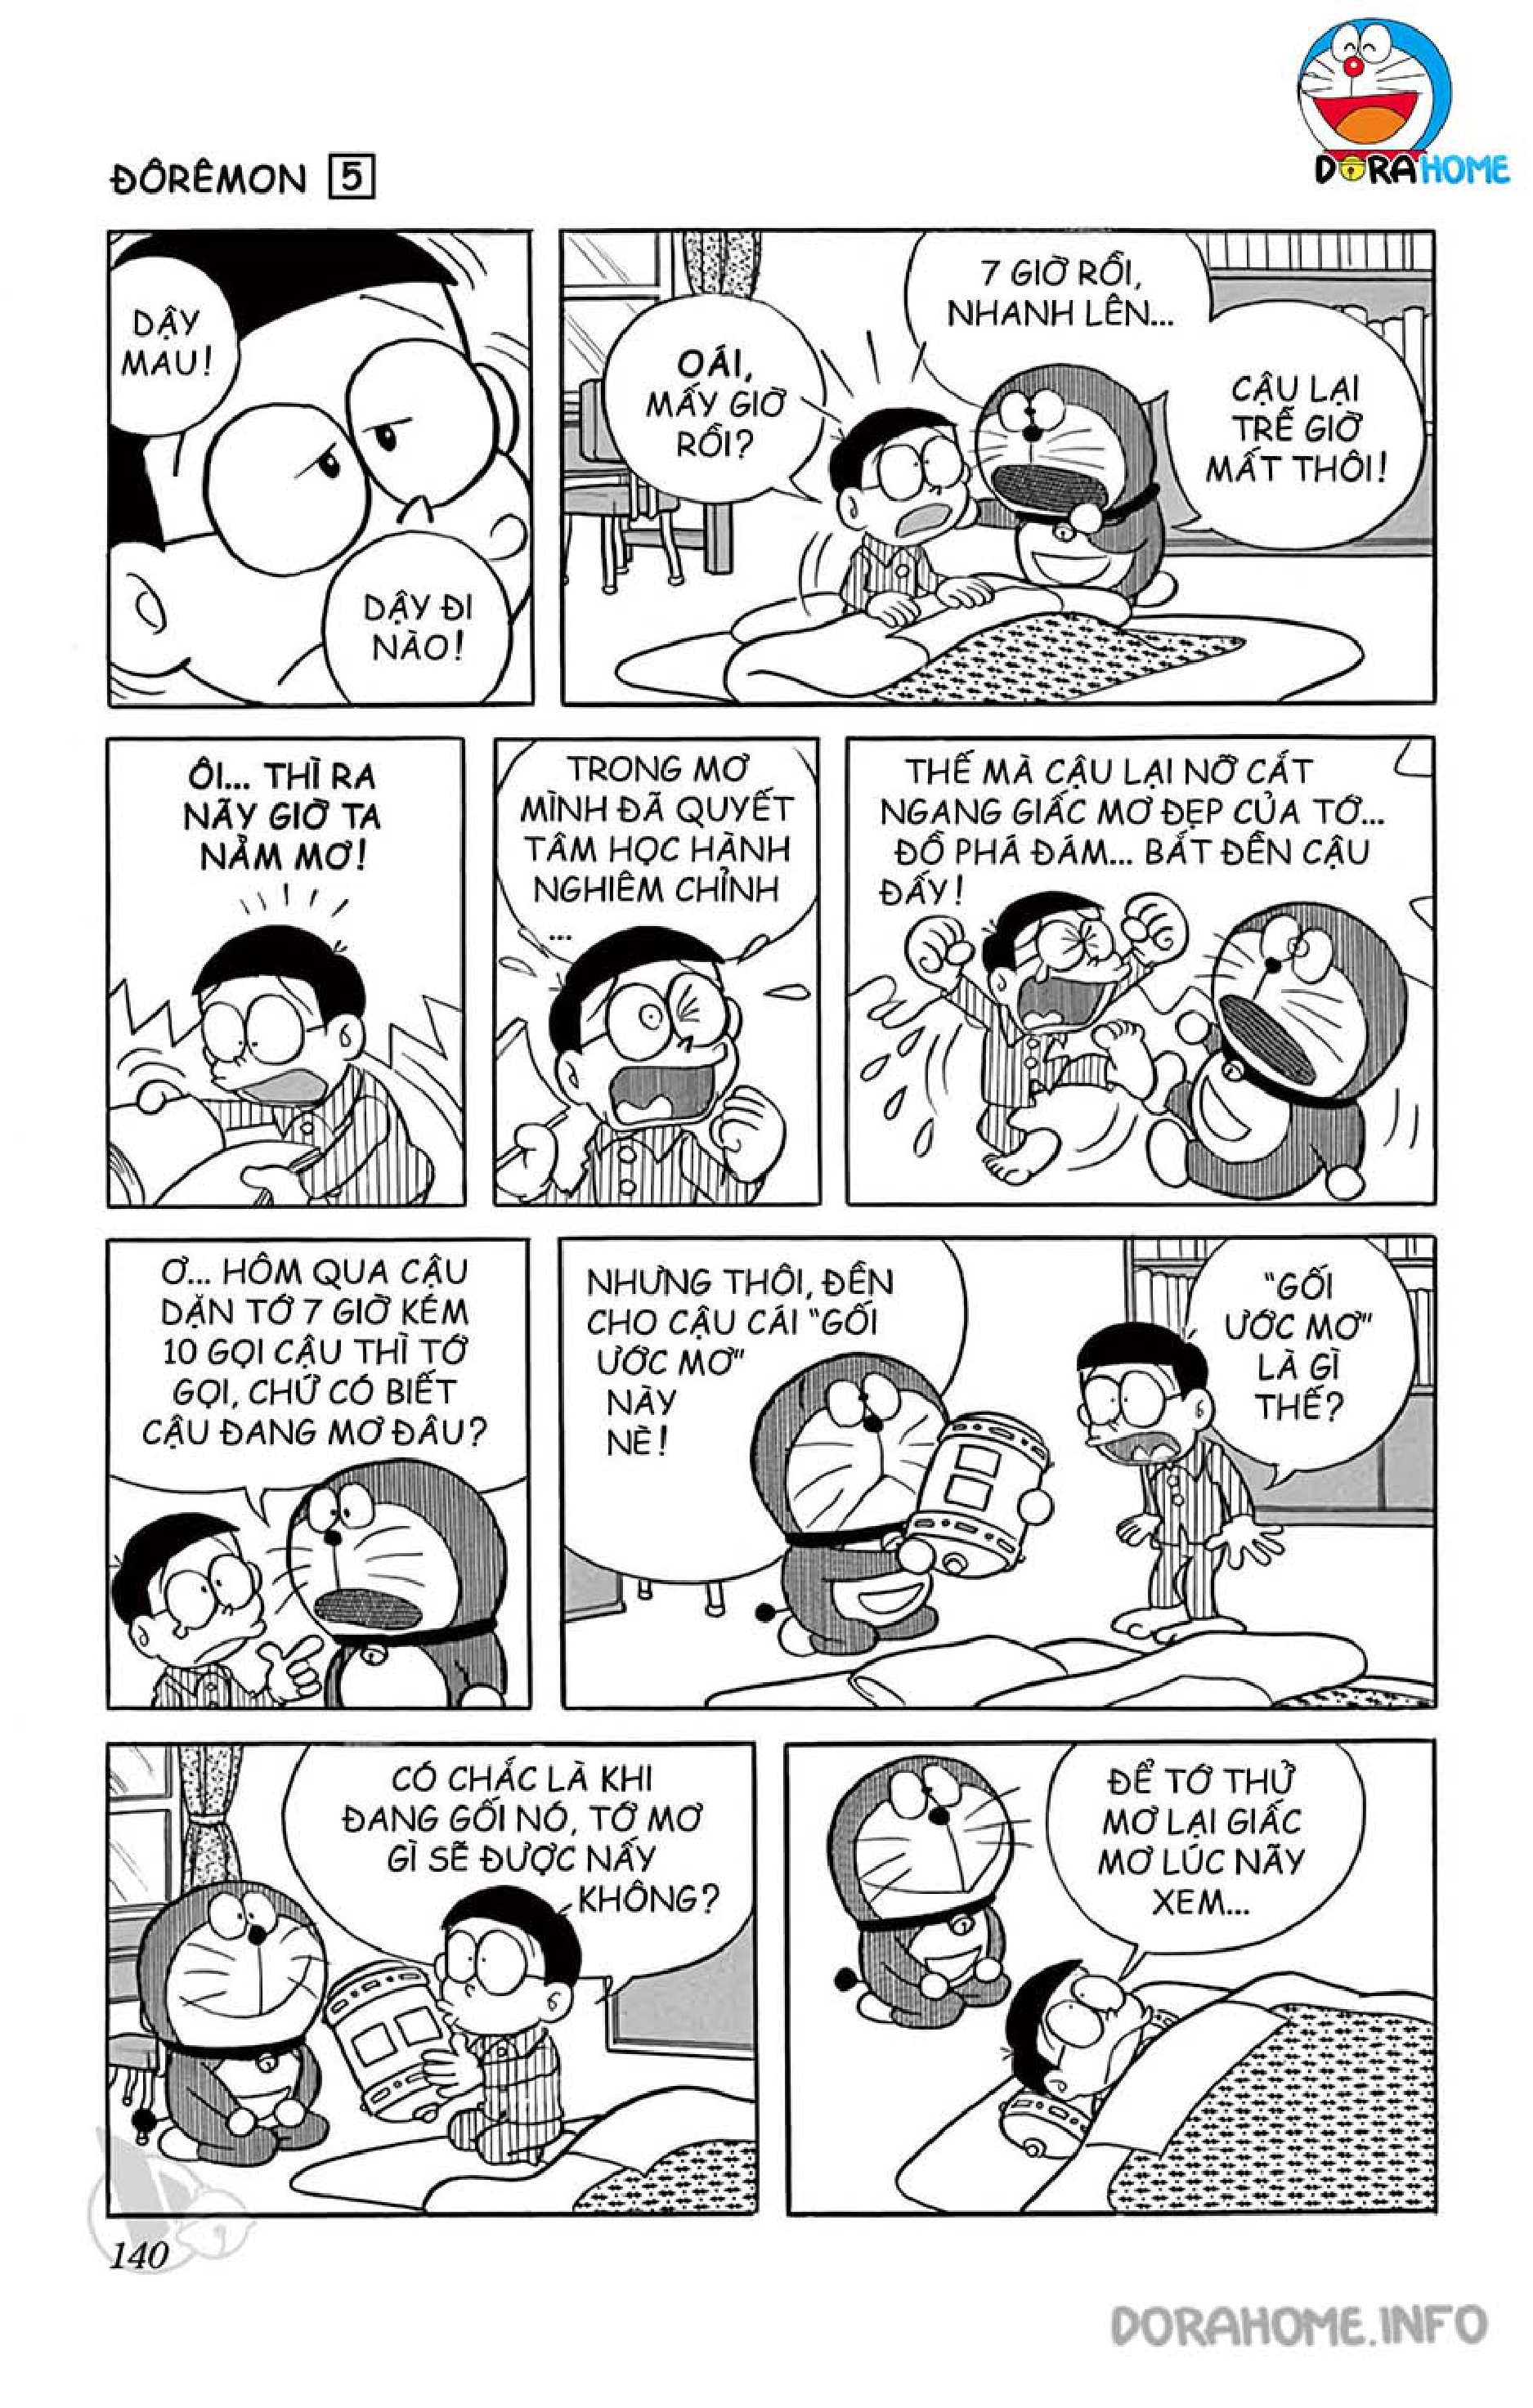 DORAHOME
ĐÔRÊMON 5
DẬY
MAU!
DẬY ĐI
NÀO!
OÁI,
MẤY GIỜ
RỒI?
7 GIỜ RỒI,
NHANH LÊN...
CẬU LẠI
TRỄ GIỜ
MẤT THÔI!
ÔI... THÌ RA
NÃY GIỜ TA
NẰM MƠ!
TRONG MƠ
MÌNH ĐÃ QUYẾT
TÂM HỌC HÀNH
NGHIÊM CHỈNH
...
THẾ MÀ CẬU LẠI NỠ CẮT
NGANG GIẤC MƠ ĐẸP CỦA TỚ...
ĐỒ PHÁ ĐÁM... BẮT ĐỀN CẬU
ĐẤY!
Ơ... HÔM QUA CẬU
DẶN TỚ 7 GIỜ KÉM
10 GỌI CẬU THÌ TỚ
GỌI, CHỨ CÓ BIẾT
CẬU ĐANG MƠ ĐÂU?
NHƯNG THÔI, ĐỀN
CHO CẬU CÁI "GỐI
ƯỚC MƠ"
NÀY
NÈ!
"GỐI
ƯỚC MƠ"
LÀ GÌ
THẾ?
CÓ CHẮC LÀ KHI
ĐANG GỐI NÓ, TỚ MƠ
GÌ SẼ ĐƯỢC NẤY
KHÔNG?
ĐỂ TỚ THỬ
MƠ LẠI GIẤC
MƠ LÚC NÃY
XEM...
140
DORAHOME.INFO